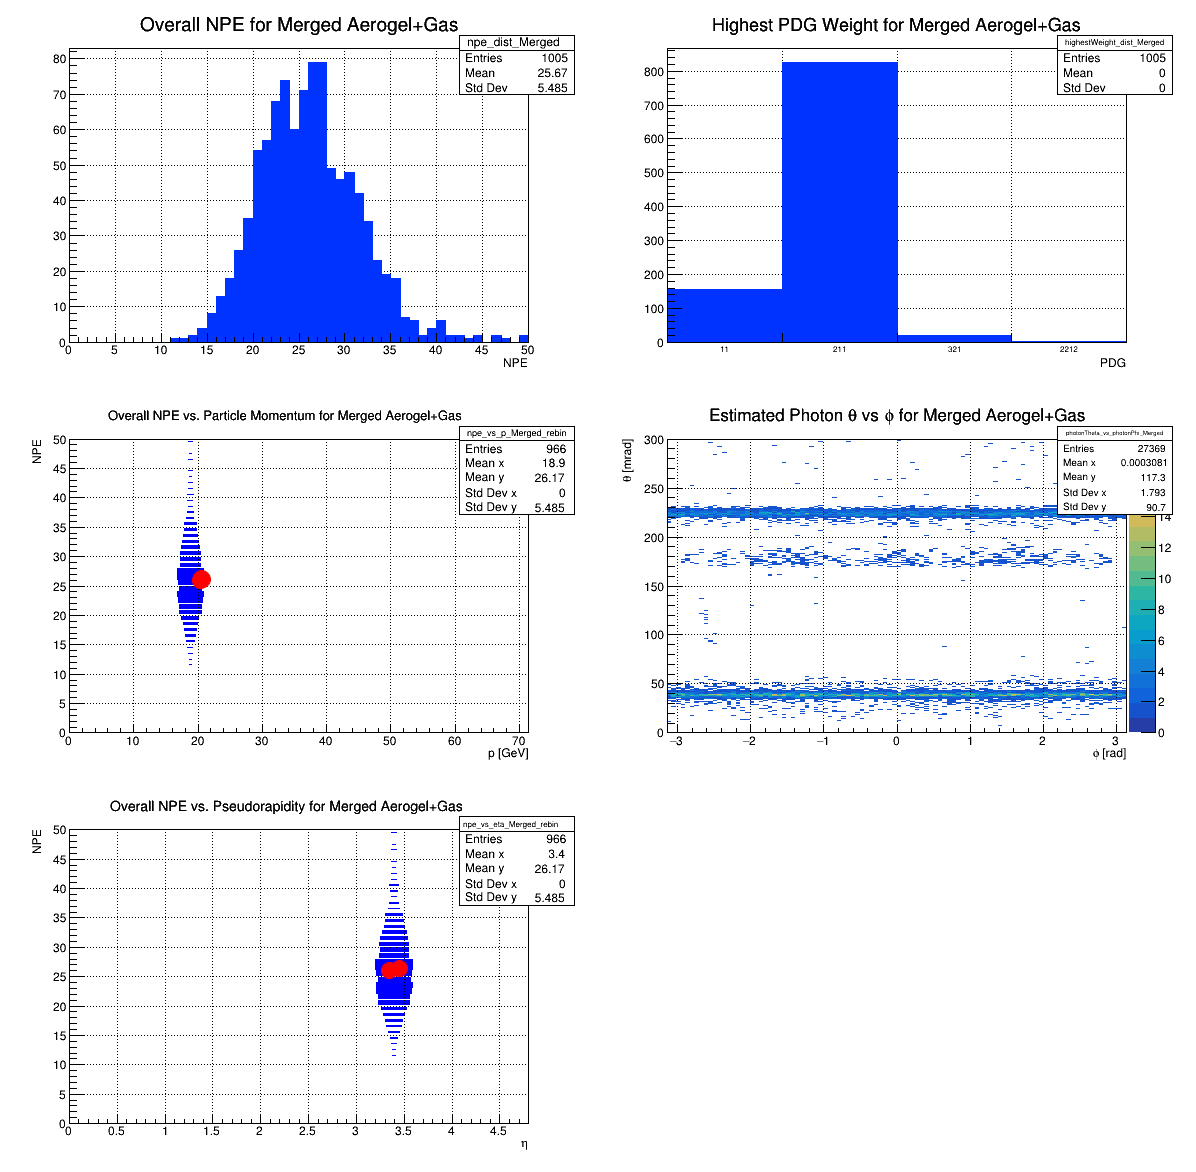 Overall NPE for Merged Aerogel+Gas
npe_dist_Merged
Entries 1005
Mean 25.67
Std Dev 5.485
80
70
60
50
40
30
20
10
0
0 5 10 15 20 25 30 35 40 45 50
NPE
Highest PDG Weight for Merged Aerogel+Gas
highestWeight_dist_Merged
Entries 1005
Mean 0
Std Dev 0
800
700
600
500
400
300
200
100
0
11 211 321 2212
PDG
Overall NPE vs. Particle Momentum for Merged Aerogel+Gas
npe_vs_p_Merged_rebin
Entries 966
Mean x 18.9
Mean y 26.17
Std Dev x 0
Std Dev y 5.485
NPE
50
45
40
35
30
25
20
15
10
5
0
0 10 20 30 40 50 60 70
p [GeV]
Estimated Photon θ vs ϕ for Merged Aerogel+Gas
photonTheta_vs_photonPhi_Merged
Entries 27369
Mean x 0.0003081
Mean y 117.3
Std Dev x 1.793
Std Dev y 90.7
θ [mrad]
300
250
200
150
100
50
0
−3 −2 −1 0 1 2 3
ϕ [rad]
14
12
10
8
6
4
2
0
Overall NPE vs. Pseudorapidity for Merged Aerogel+Gas
npe_vs_eta_Merged_rebin
Entries 966
Mean x 3.4
Mean y 26.17
Std Dev x 0
Std Dev y 5.485
NPE
50
45
40
35
30
25
20
15
10
5
0
0 0.5 1 1.5 2 2.5 3 3.5 4 4.5
η